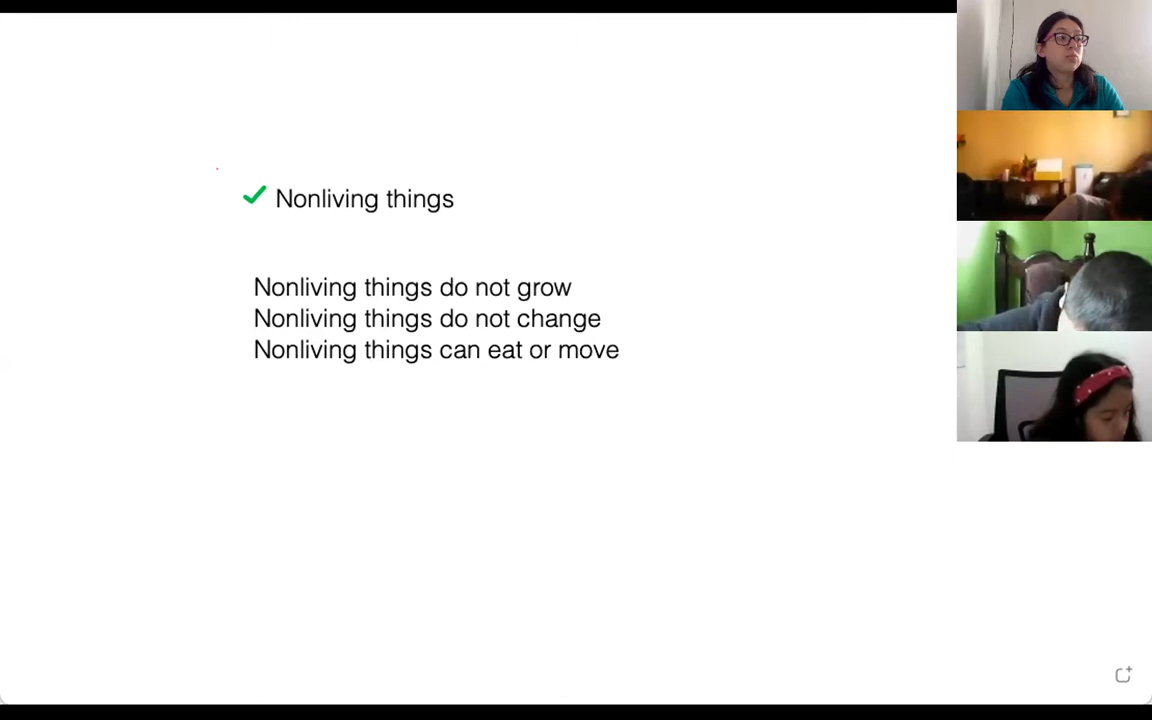 Nonliving things
Nonliving things do not grow
Nonliving things do not change
Nonliving things can eat or move